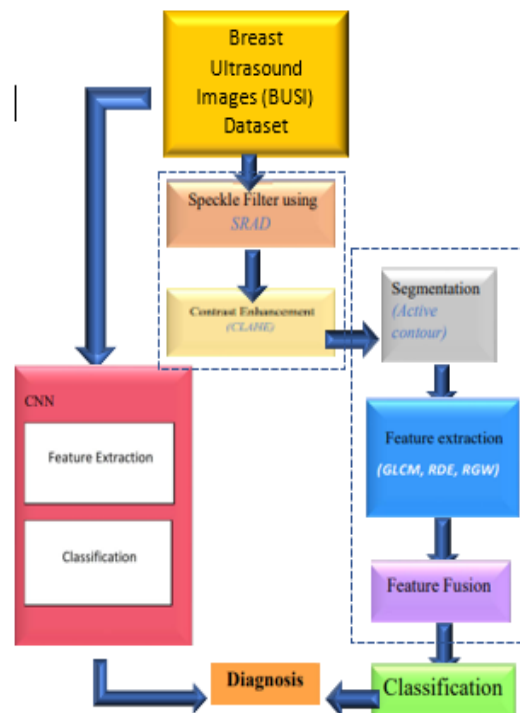 Breast
Ultrasound
Images (BUSI)
Dataset
Speckle Filter using
SRAD
Contrast Enhancement
(CLAHE)
Segmentation
(Active
contour)
CNN
Feature Extraction
Classification
Feature extraction
(GLCM, RDE, RGW)
Feature Fusion
Diagnosis
Classification